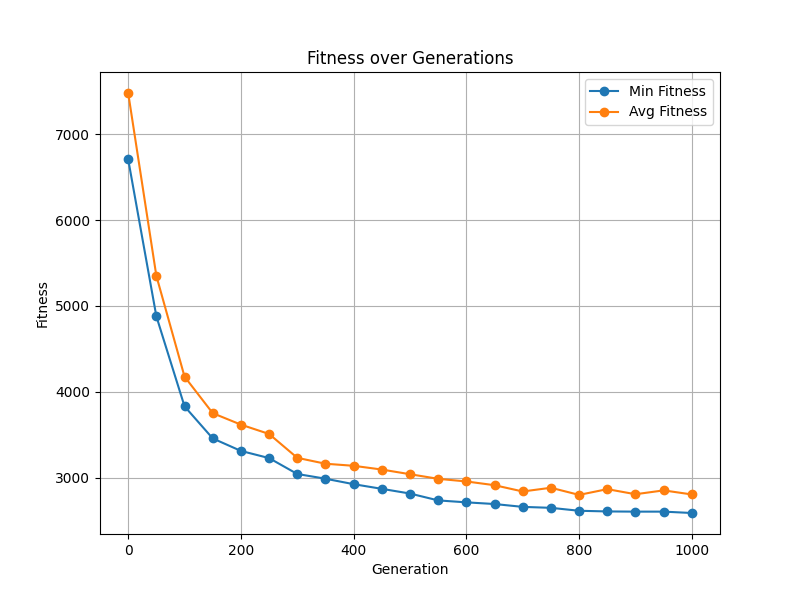 Fitness over Generations
Min Fitness
Avg Fitness
7000
6000
5000
4000
3000
Fitness
0 200 400 600 800 1000
Generation